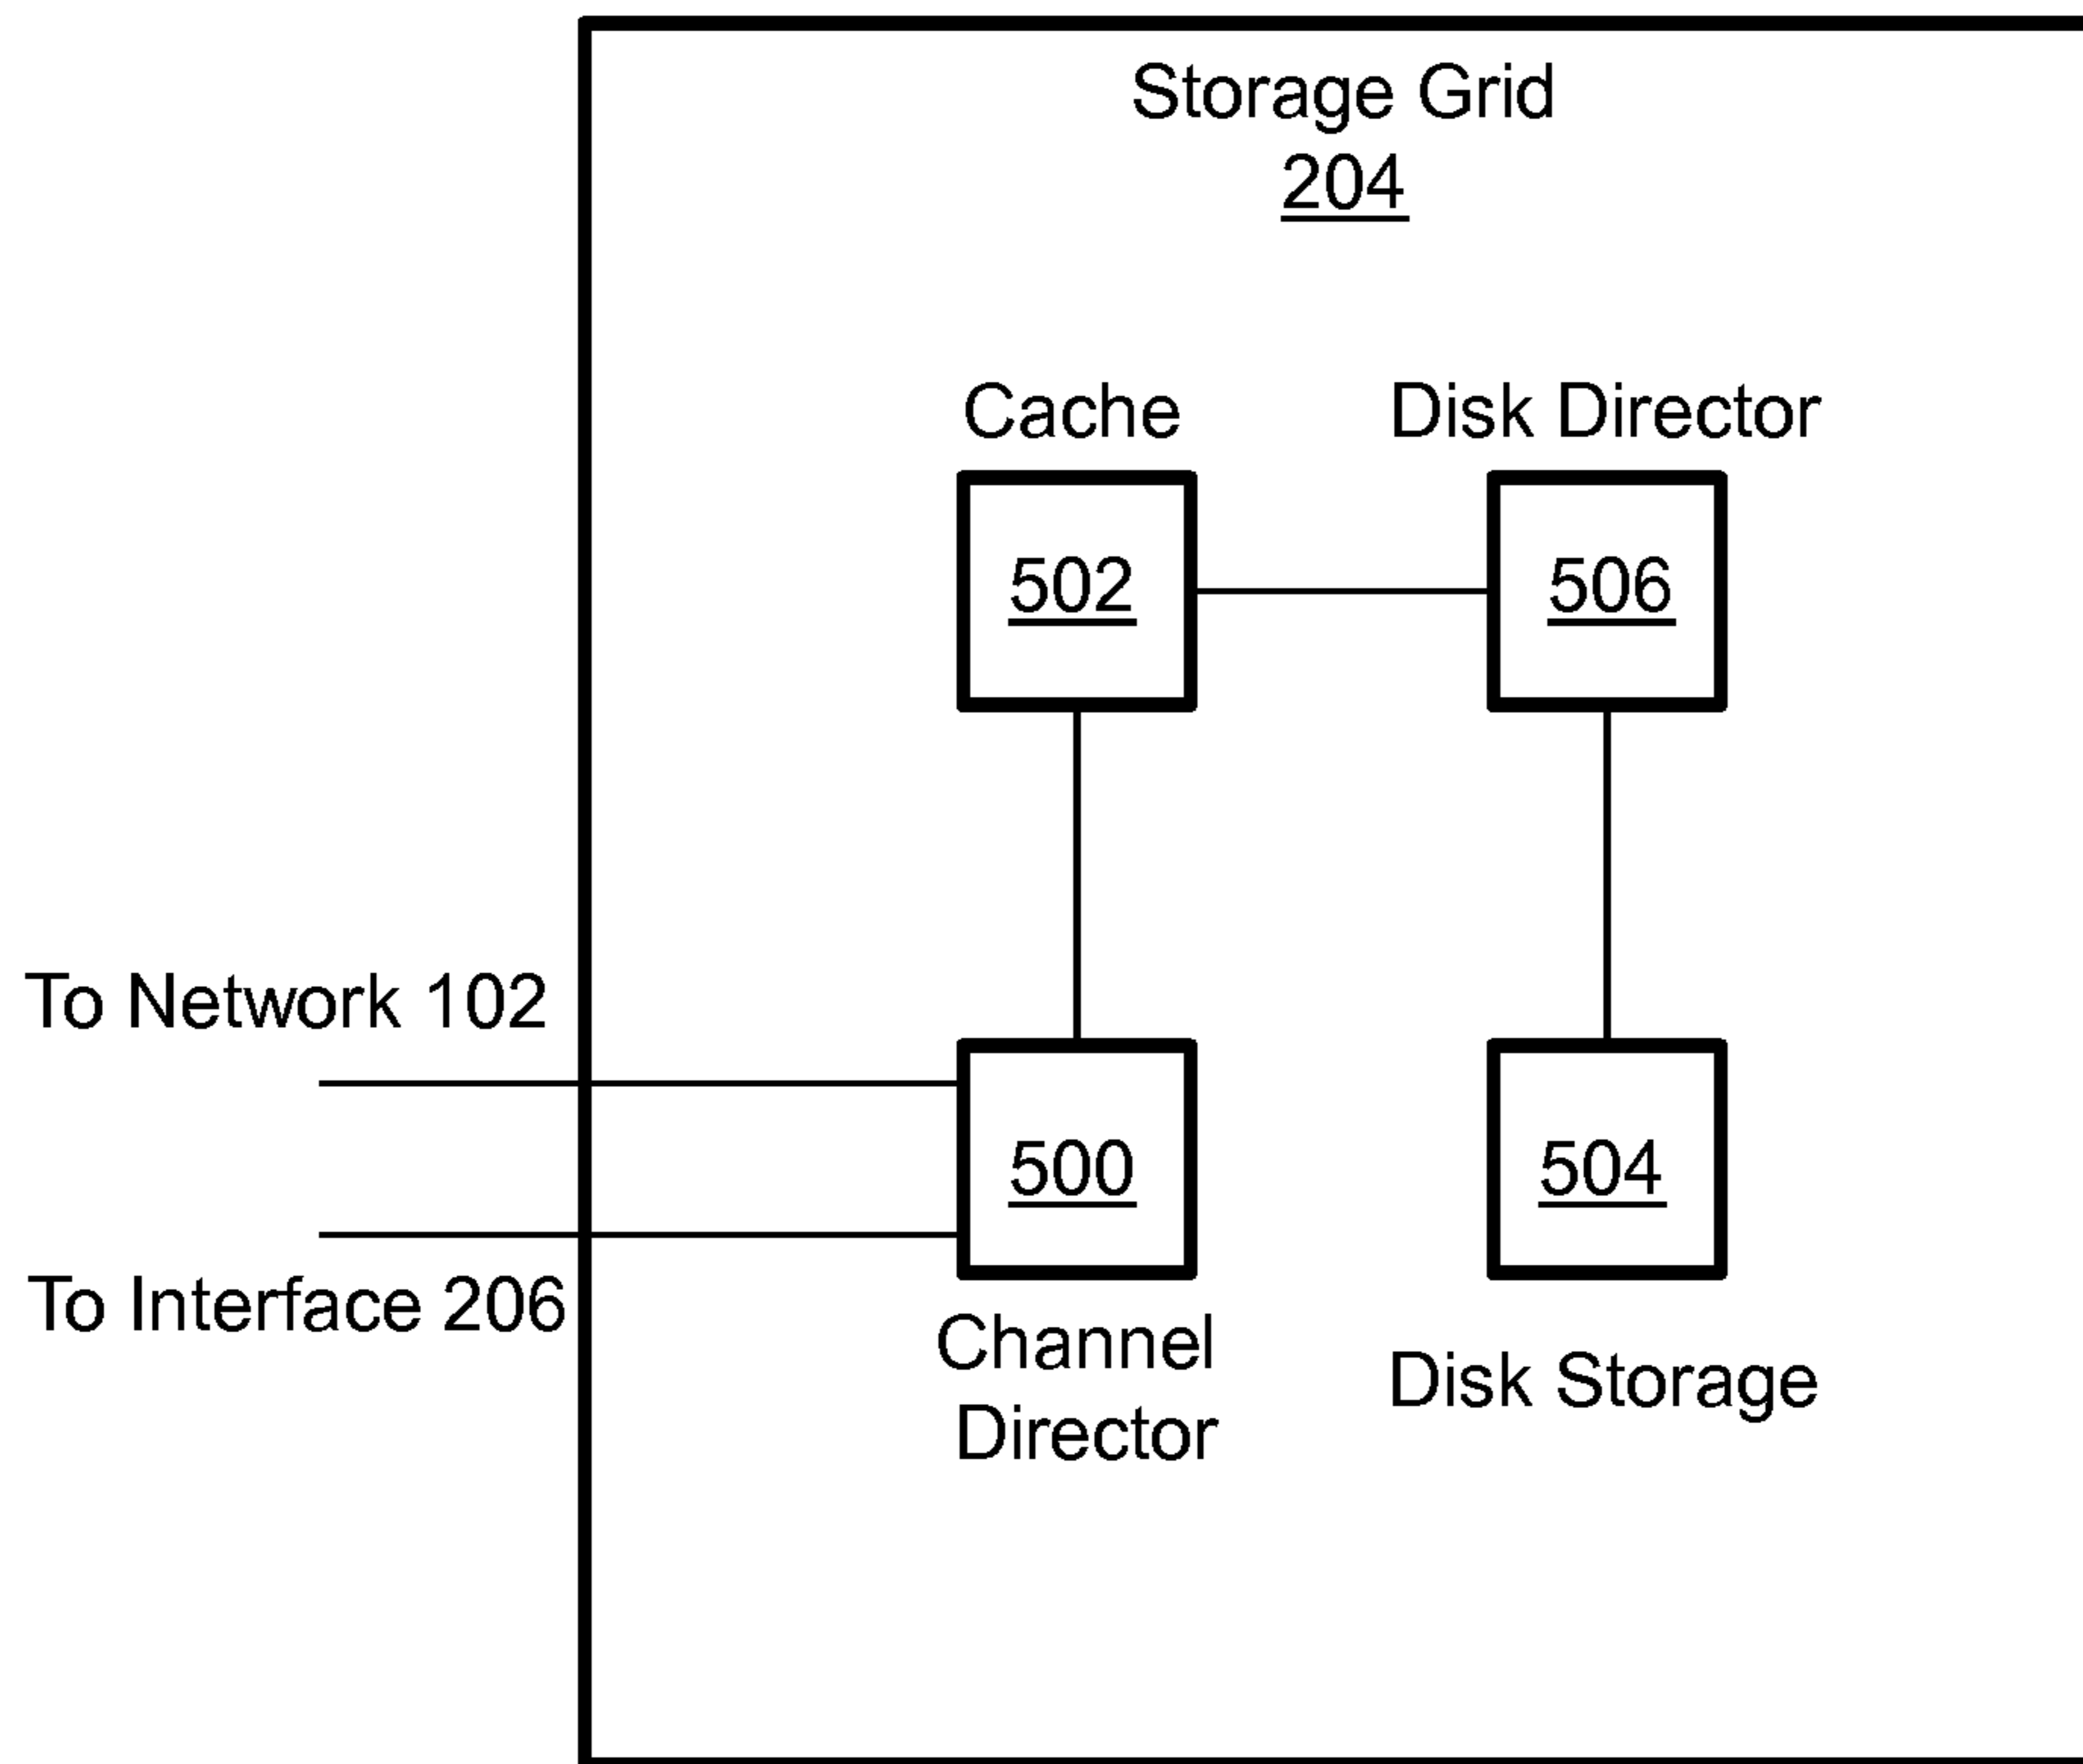 Storage Grid
204
Cache
Disk Director
502
506
To Network 102
500
504
To Interface 206
Channel
Director
Disk Storage